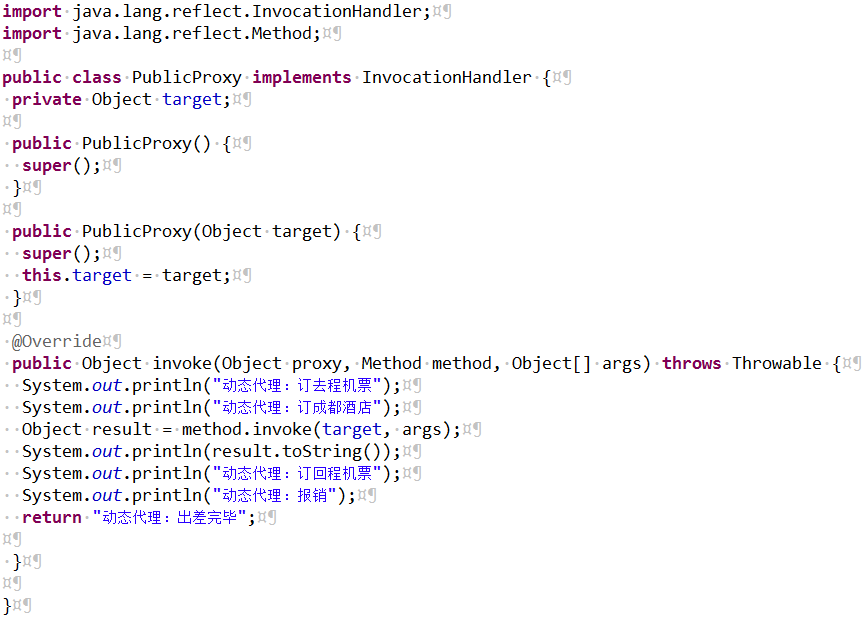 import java.lang.reflect.InvocationHandler;¤¶
import java.lang.reflect.Method;¤¶
¤¶
public·class·PublicProxy·implements·InvocationHandler·{¤¶
·private·Object·target;¤¶
¤¶
·public·PublicProxy()·{¤¶
··super();¤¶
·}¤¶
¤¶
·public·PublicProxy(Object·target)·{¤¶
··super();¤¶
··this.target·=·target;¤¶
·}¤¶
¤¶
·@Override¤¶
·public·Object·invoke(Object·proxy,·Method·method,·Object[]·args)·throws·Throwable·{¤¶
··System.out.println("动态代理：订去程机票");¤¶
··System.out.println("动态代理：订成都酒店");¤¶
··Object·result·=·method.invoke(target,·args);¤¶
··System.out.println(result.toString());¤¶
··System.out.println("动态代理：订回程机票");¤¶
··System.out.println("动态代理：报销");¤¶
··return·"动态代理：出差完毕";¤¶
¤¶
·}¤¶
¤¶
}¤¶